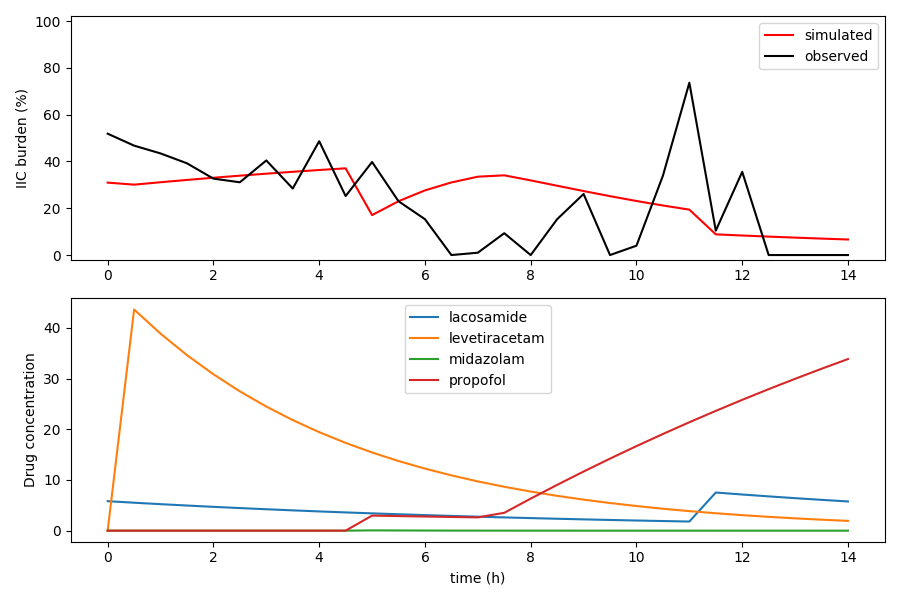 IIC burden (%)
100
80
60
40
20
0
simulated
observed
0 2 4 6 8 10 12 14
Drug concentration
40
30
20
10
0
lacosamide
levetiracetam
midazolam
propofol
0 2 4 6 8 10 12 14
time (h)